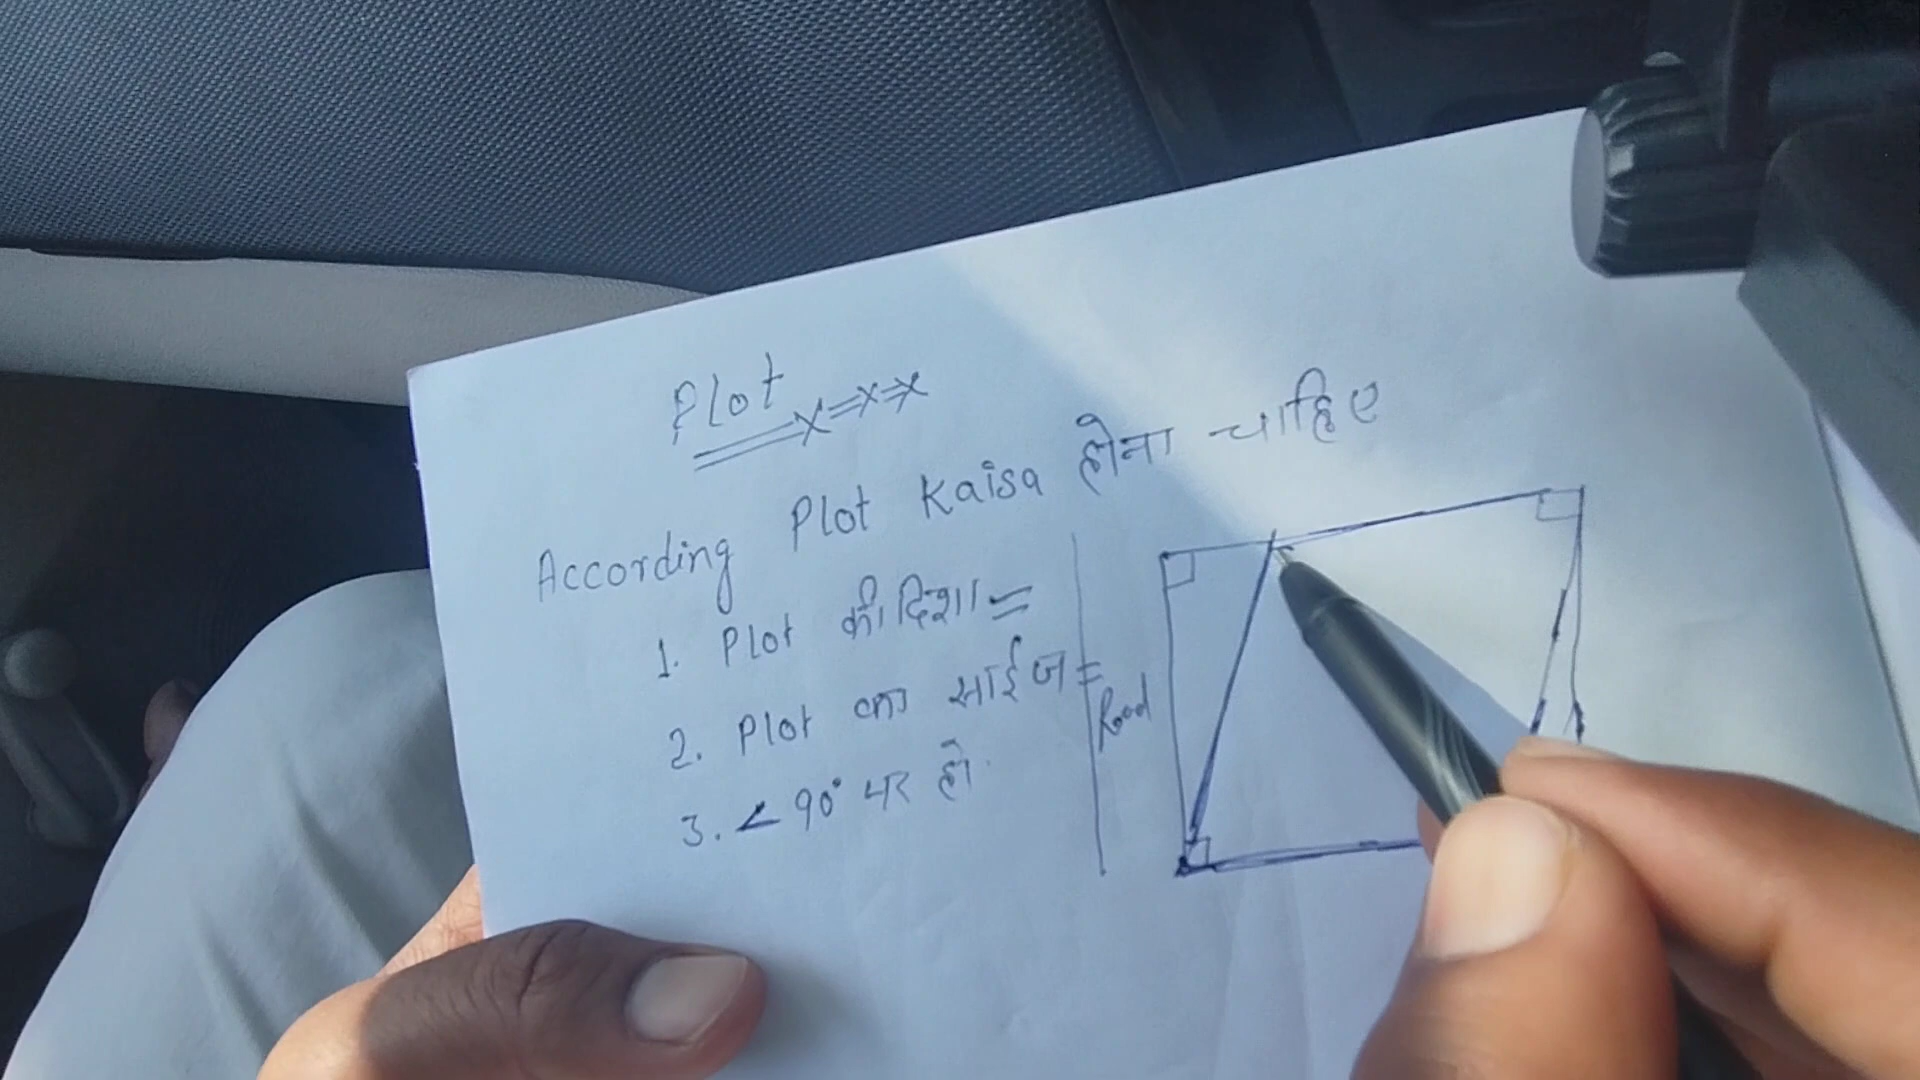 Plot
According Plot Kaisa होना चाहिए
1. Plot की दिशा =
2. Plot का साईज =
3. < 90° पर हो.
Road